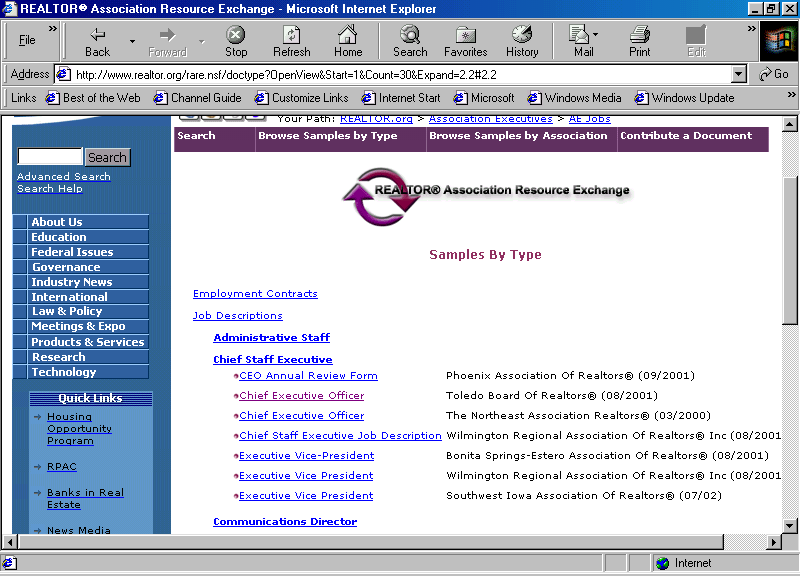 REALTOR® Association Resource Exchange - Microsoft Internet Explorer
File
»
Back
Forward
Stop
Refresh
Home
Search
Favorites
History
Mail
Print
Edit
»
Address http://www.realtor.org/rare.nsf/doctype?OpenView&Start=1&Count=30&Expand=2.2#2.2 Go
Links Best of the Web Channel Guide Customize Links Internet Start Microsoft Windows Media Windows Update »
Your Path: REALTOR.org > Association Executives > AE Jobs
Search Browse Samples by Type Browse Samples by Association Contribute a Document
Search
Advanced Search
Search Help
About Us
Education
Federal Issues
Governance
Industry News
International
Law & Policy
Meetings & Expo
Products & Services
Research
Technology
Quick Links
Housing
Opportunity
Program
RPAC
Banks in Real
Estate
News Media
REALTOR® Association Resource Exchange
Samples By Type
Employment Contracts
Job Descriptions
Administrative Staff
Chief Staff Executive
CEO Annual Review Form Phoenix Association Of Realtors® (09/2001)
Chief Executive Officer Toledo Board Of Realtors® (08/2001)
Chief Executive Officer The Northeast Association Realtors® (03/2000)
Chief Staff Executive Job Description Wilmington Regional Association Of Realtors® Inc (08/2001
Executive Vice-President Bonita Springs-Estero Association Of Realtors® (08/2001)
Executive Vice President Wilmington Regional Association Of Realtors® Inc (08/2001
Executive Vice President Southwest Iowa Association Of Realtors® (07/02)
Communications Director
Internet